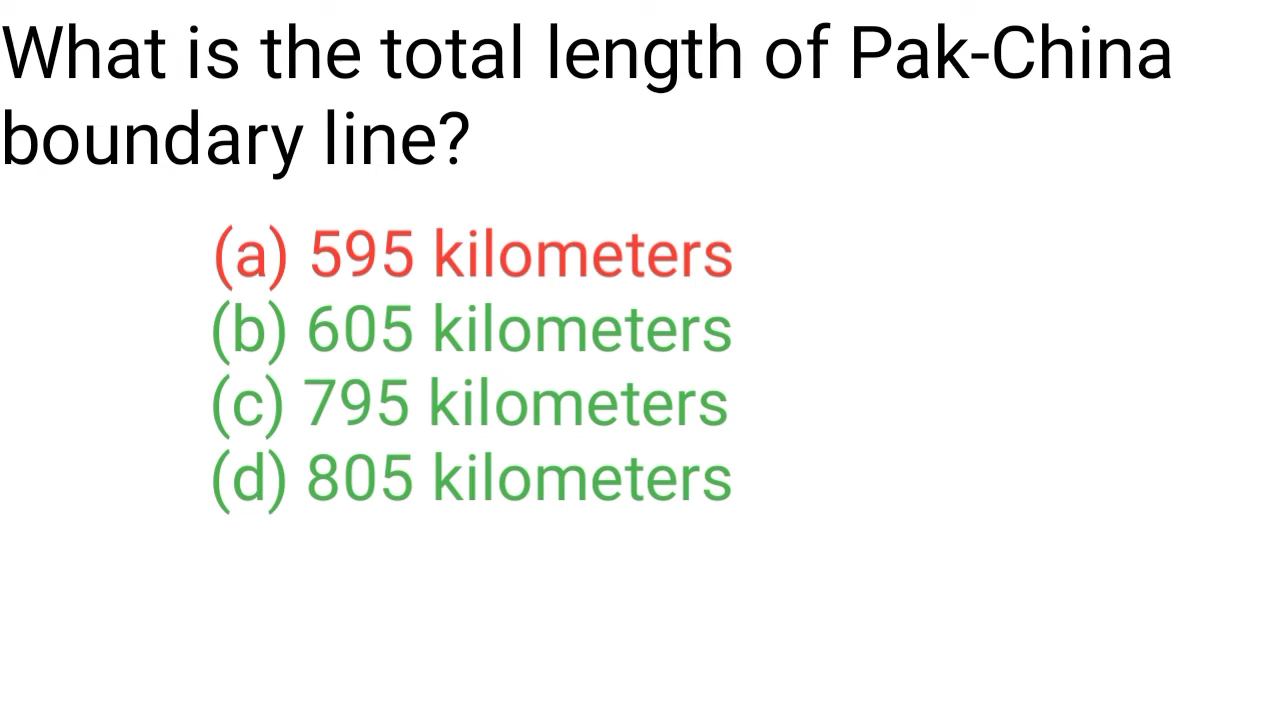 What is the total length of Pak-China
boundary line?
(a) 595 kilometers
(b) 605 kilometers
(c) 795 kilometers
(d) 805 kilometers